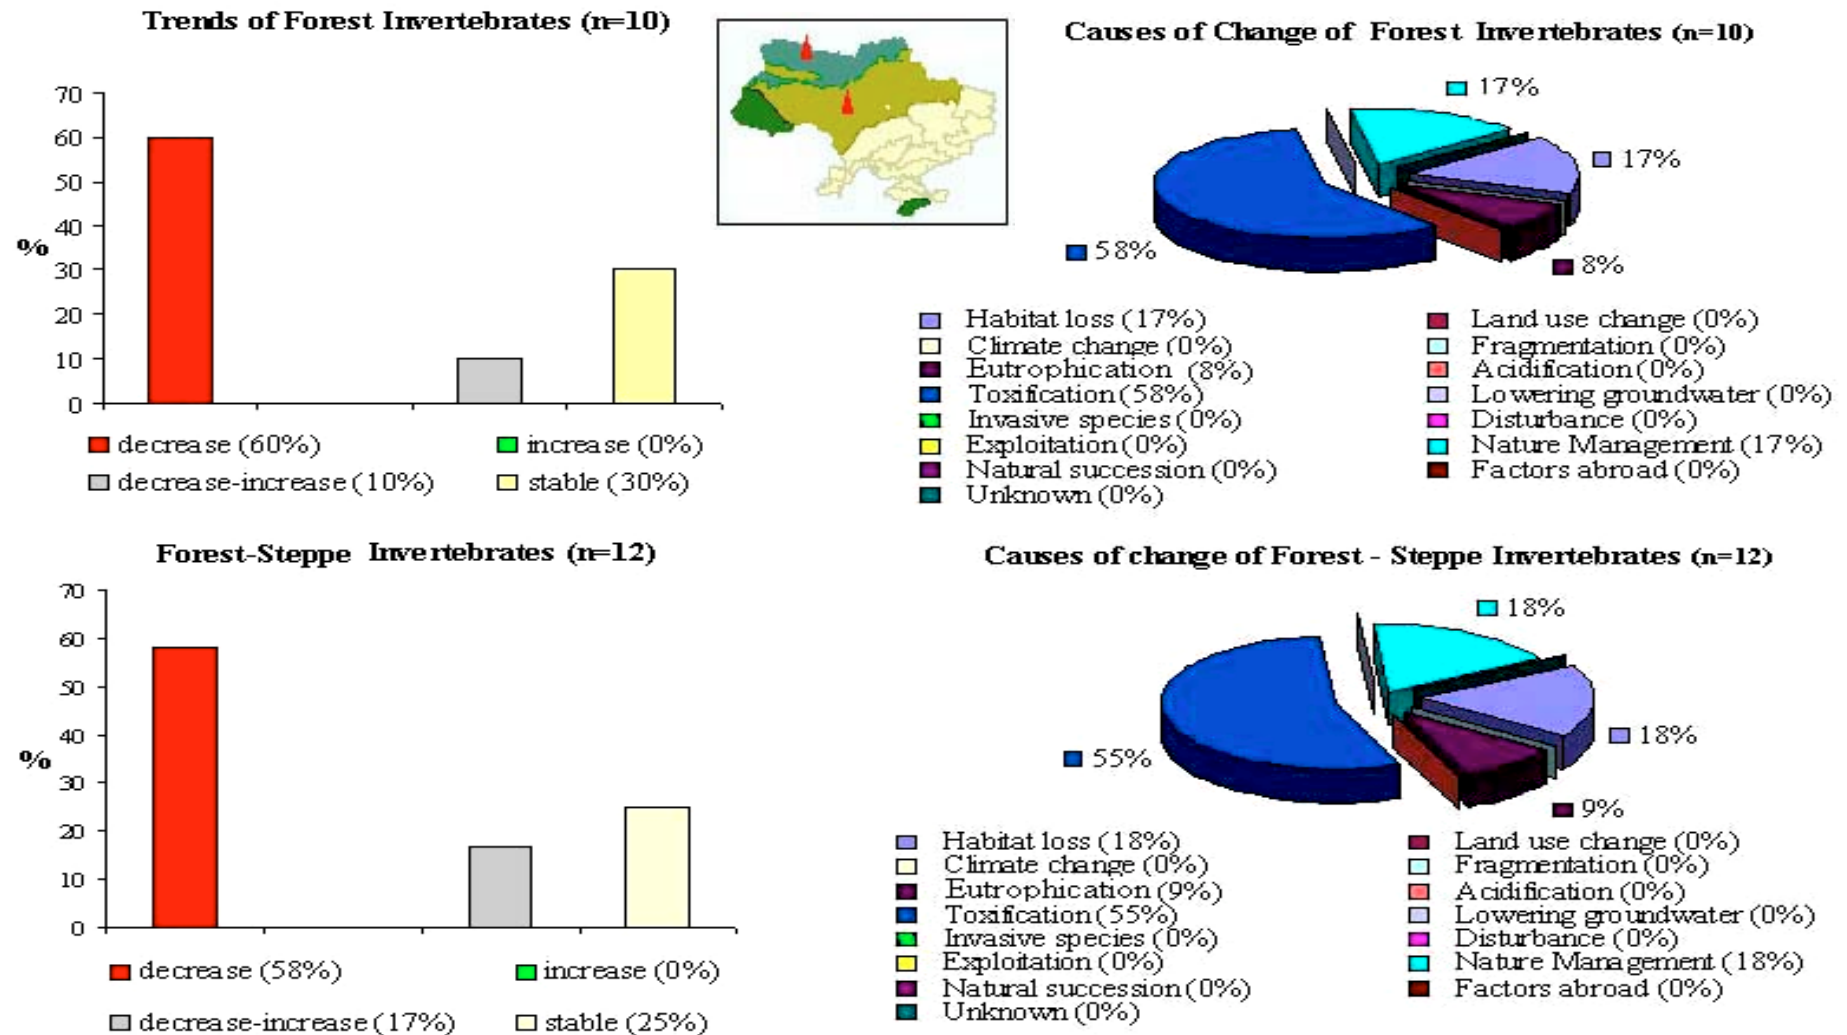 Trends of Forest Invertebrates (n=10)
70
60
50
40
30
20
10
0
%
decrease (60%)
increase (0%)
decrease-increase (10%)
stable (30%)
Causes of Change of Forest Invertebrates (n=10)
17%
17%
58%
8%
Habitat loss (17%)
Climate change (0%)
Eutrophication (8%)
Toxification (58%)
Invasive species (0%)
Exploitation (0%)
Natural succession (0%)
Unknown (0%)
Land use change (0%)
Fragmentation (0%)
Acidification (0%)
Lowering groundwater (0%)
Disturbance (0%)
Nature Management (17%)
Factors abroad (0%)
Forest-Steppe Invertebrates (n=12)
70
60
50
40
30
20
10
0
%
decrease (58%)
increase (0%)
decrease-increase (17%)
stable (25%)
Causes of change of Forest - Steppe Invertebrates (n=12)
18%
18%
55%
9%
Habitat loss (18%)
Climate change (0%)
Eutrophication (9%)
Toxification (55%)
Invasive species (0%)
Exploitation (0%)
Natural succession (0%)
Unknown (0%)
Land use change (0%)
Fragmentation (0%)
Acidification (0%)
Lowering groundwater (0%)
Disturbance (0%)
Nature Management (18%)
Factors abroad (0%)